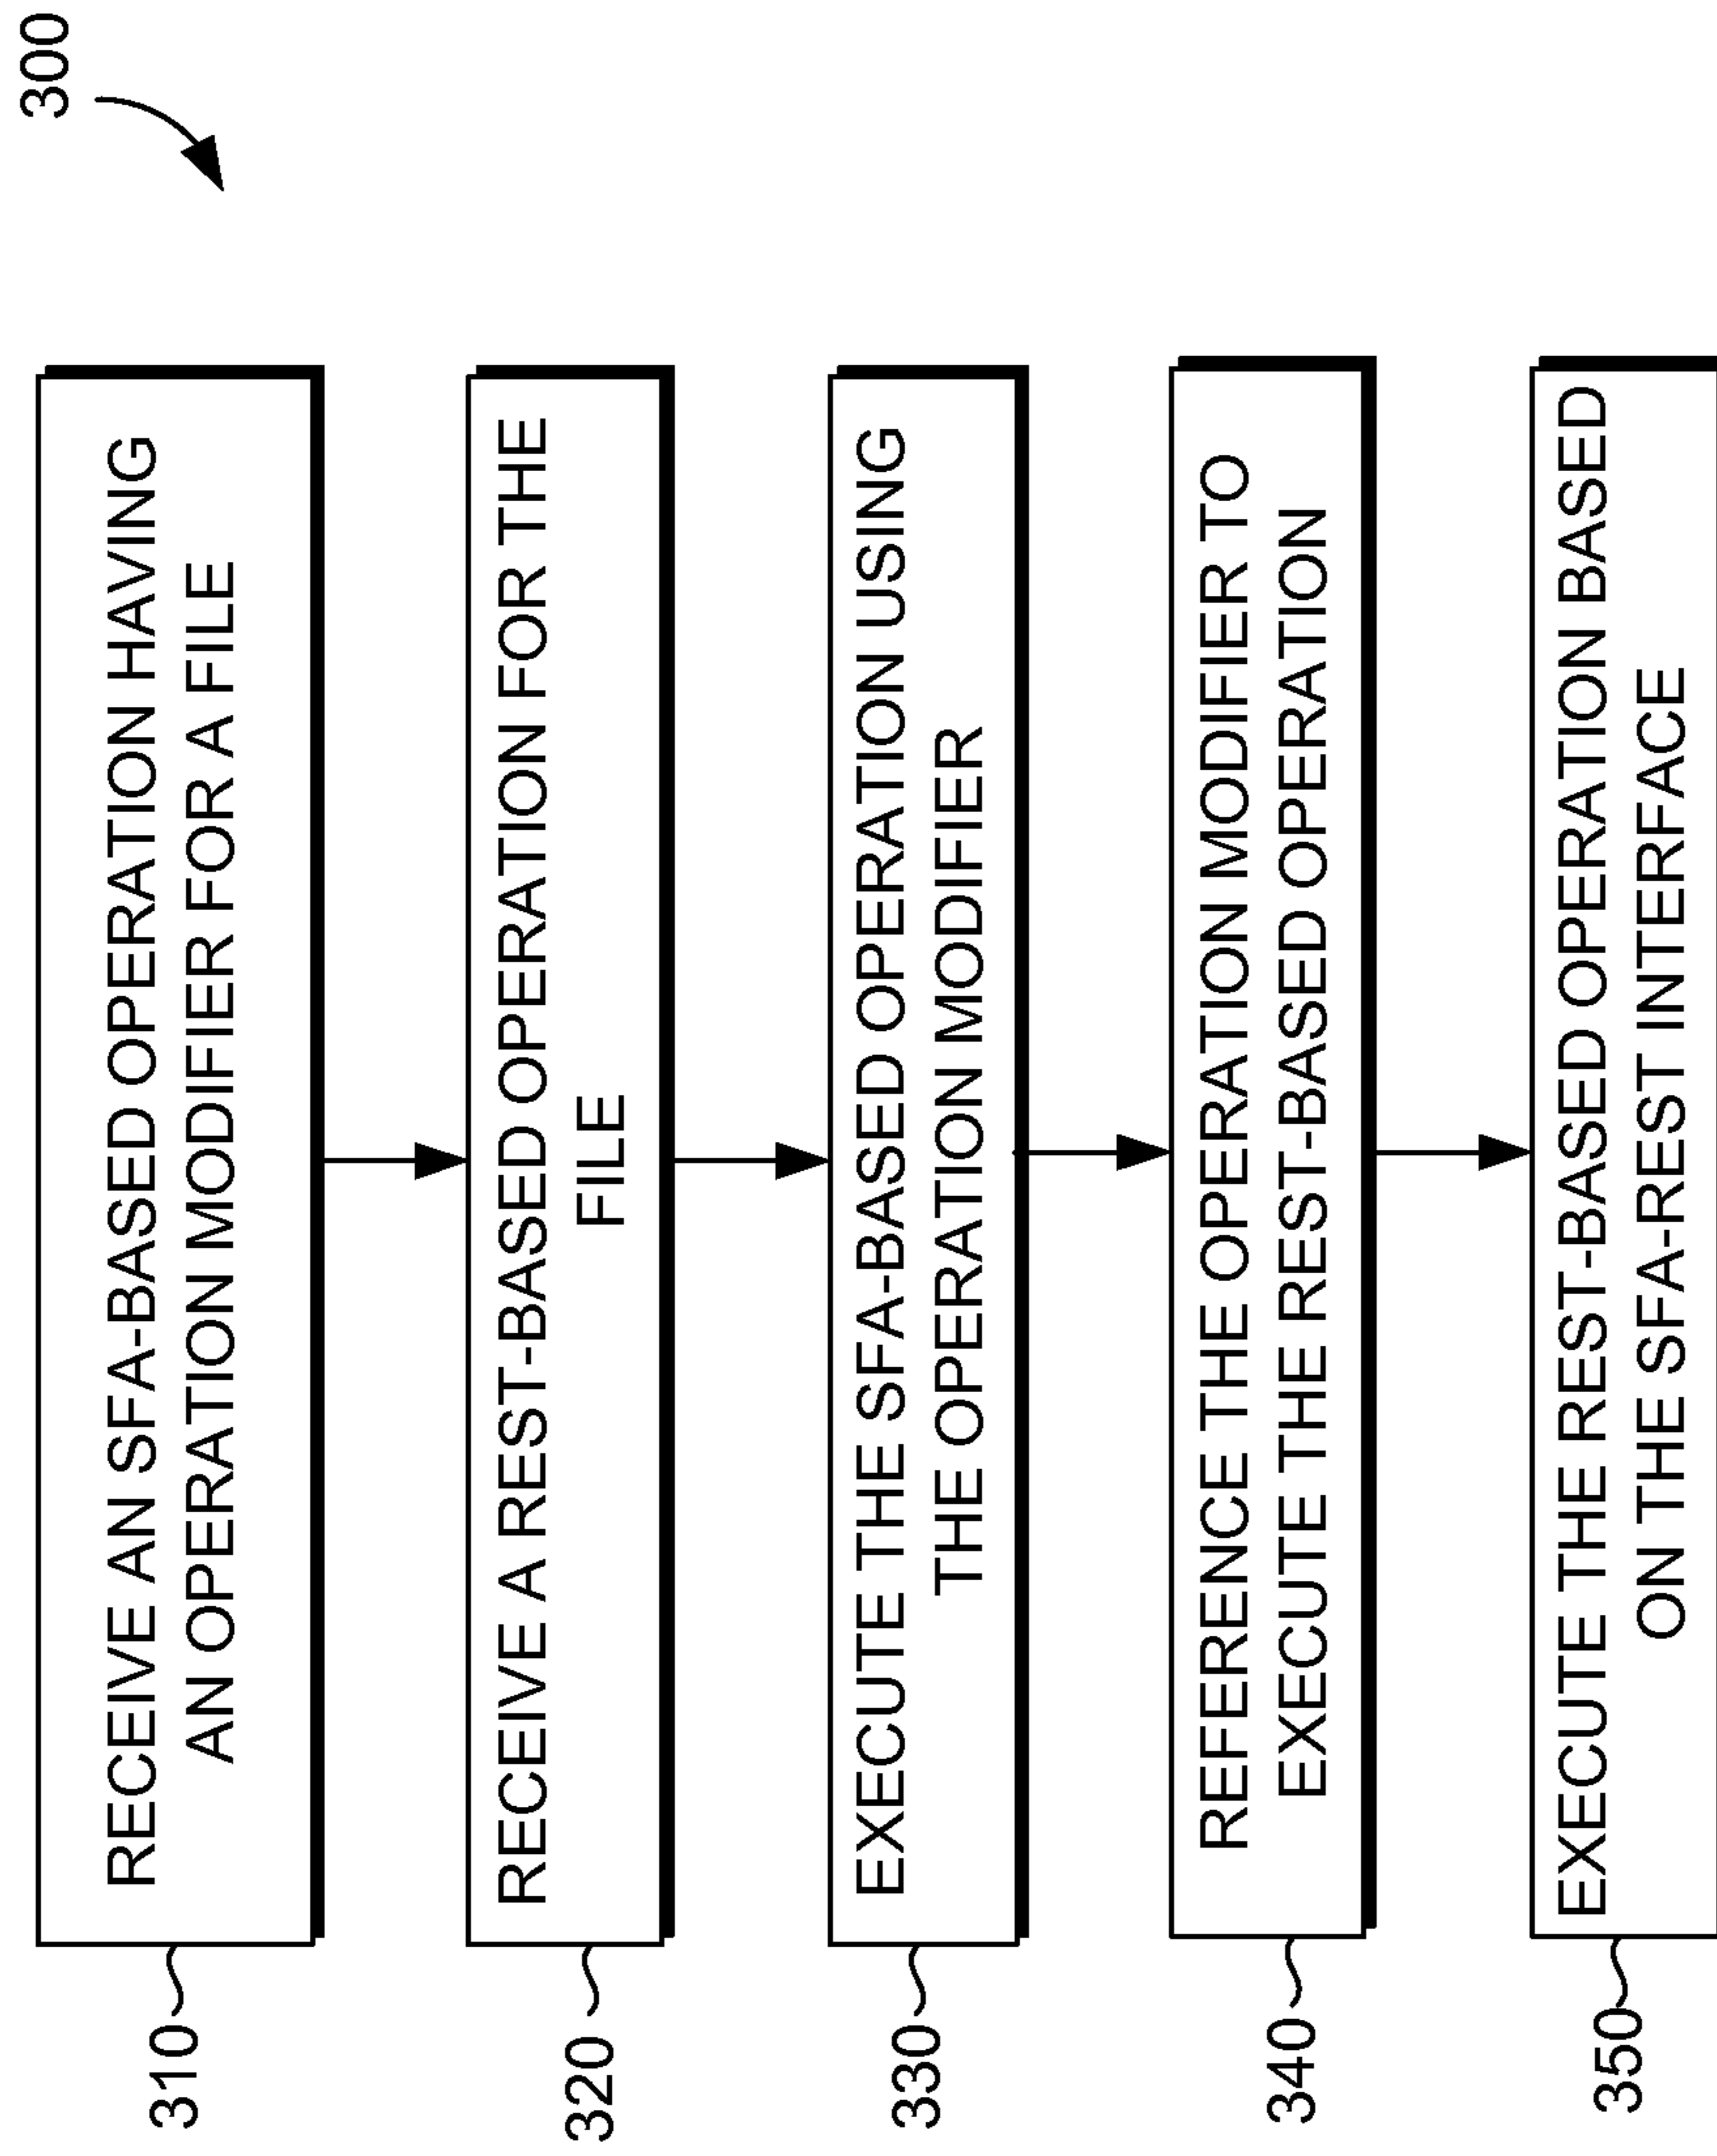 300
310
RECEIVE AN SFA-BASED OPERATION HAVING
AN OPERATION MODIFIER FOR A FILE
320
RECEIVE A REST-BASED OPERATION FOR THE
FILE
330
EXECUTE THE SFA-BASED OPERATION USING
THE OPERATION MODIFIER
340
REFERENCE THE OPERATION MODIFIER TO
EXECUTE THE REST-BASED OPERATION
350
EXECUTE THE REST-BASED OPERATION BASED
ON THE SFA-REST INTERFACE